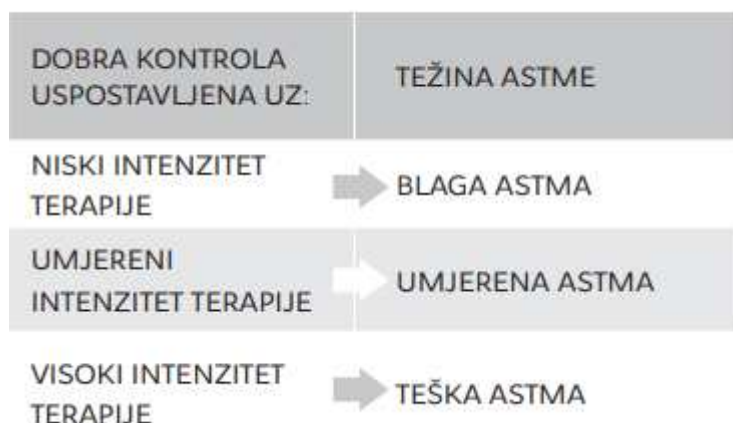 DOBRA KONTROLA
USPOSTAVLJENA UZ:
TEŽINA ASTME
NISKI INTENZITET
TERAPIJE
BLAGA ASTMA
UMJERENI
INTENZITET TERAPIJE
UMJERENA ASTMA
VISOKI INTENZITET
TERAPIJE
TEŠKA ASTMA